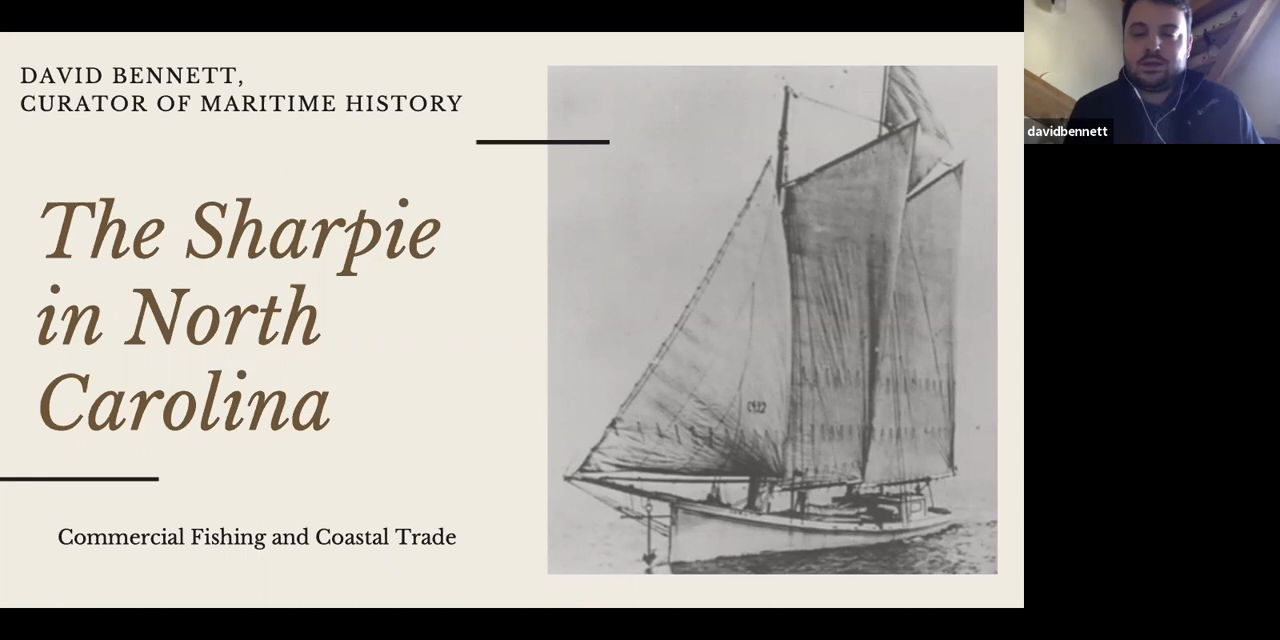 DAVID BENNETT,
CURATOR OF MARITIME HISTORY
The Sharpie
in North
Carolina
Commercial Fishing and Coastal Trade
davidbennett